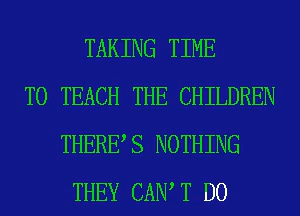 TAKING TIME
TO TEACH THE CHILDREN
THERE'S NOTHING
THEY CAN'T DO